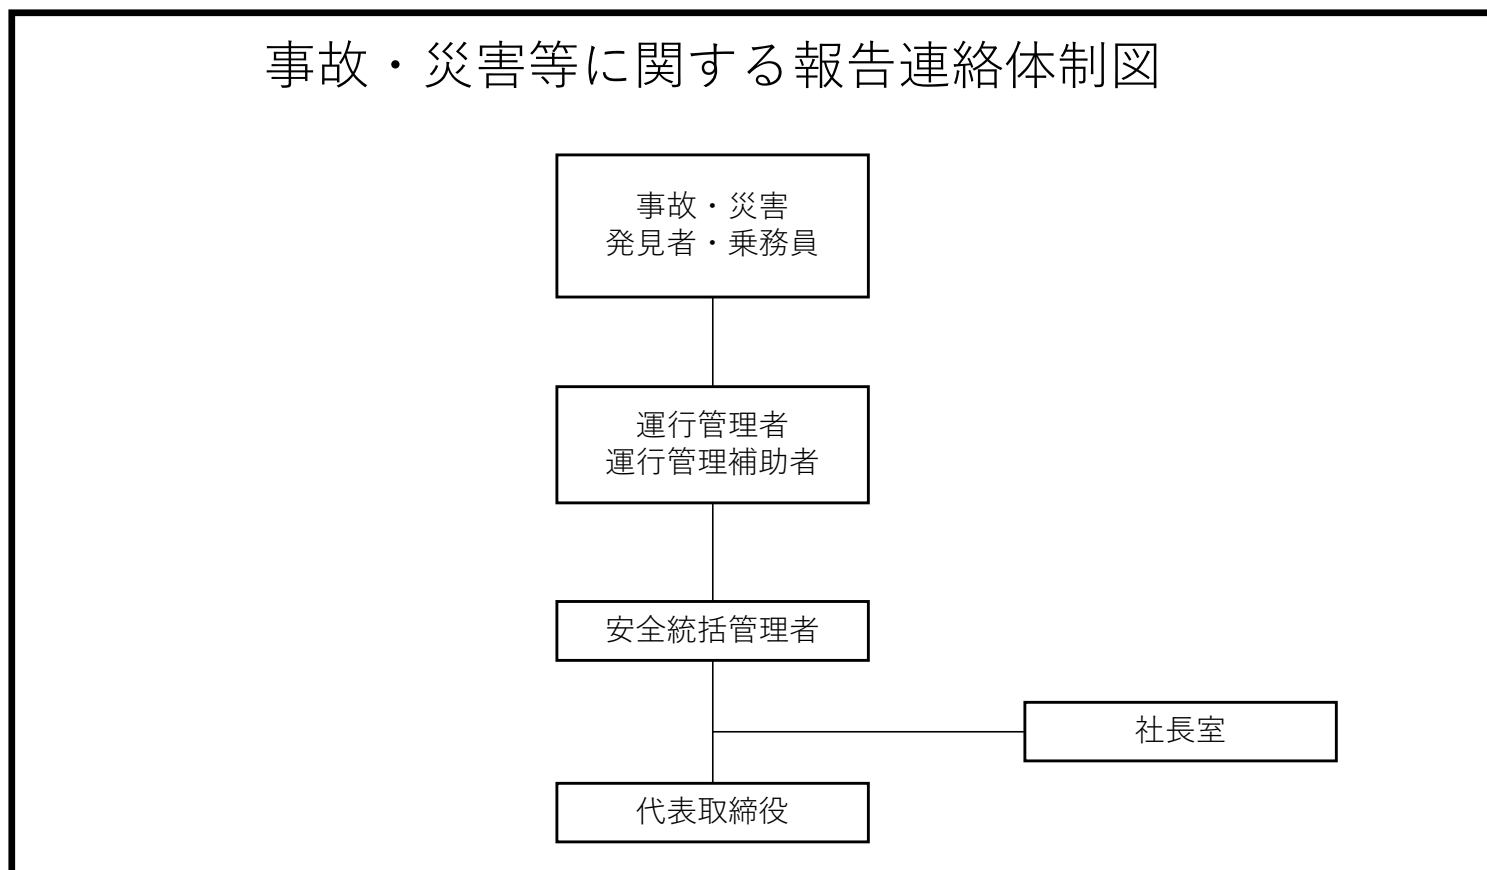 事故・災害等に関する報告連絡体制図
事故・災害
発見者・乗務員
運行管理者
運行管理補助者
安全統括管理者
社長室
代表取締役